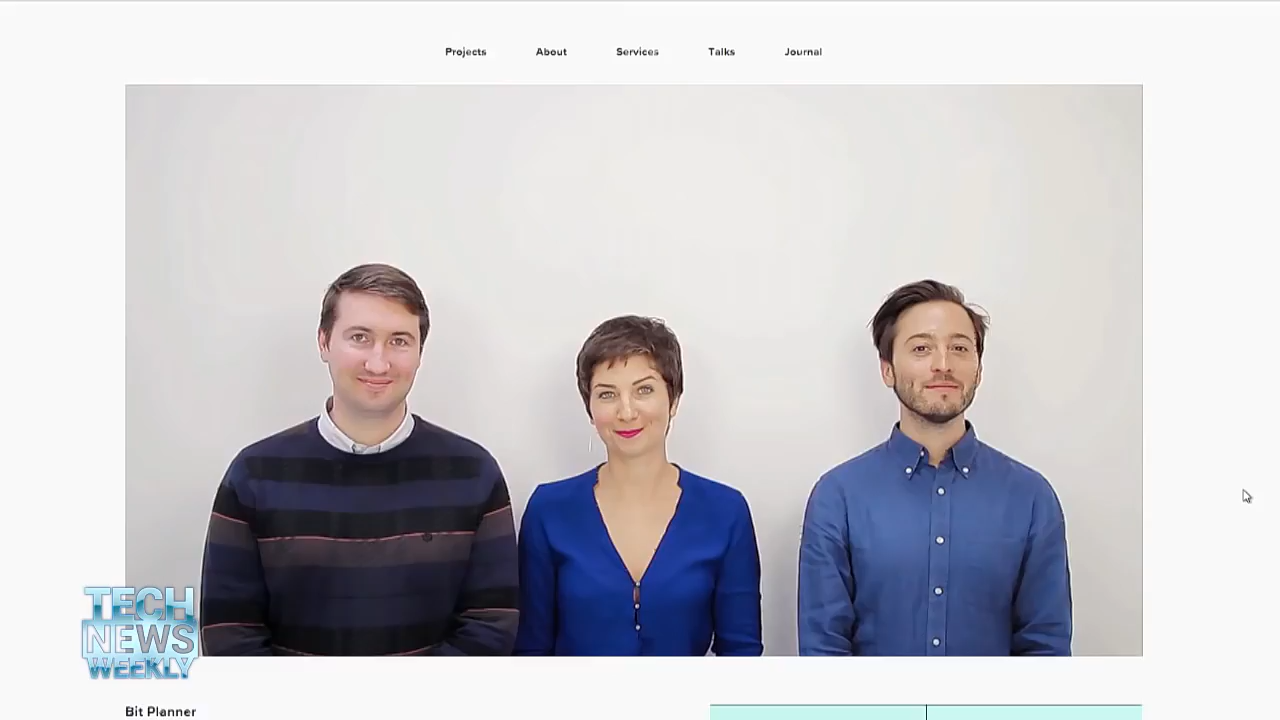 Projects About Services Talks Journal
TECH
NEWS
WEEKLY
Bit Planner